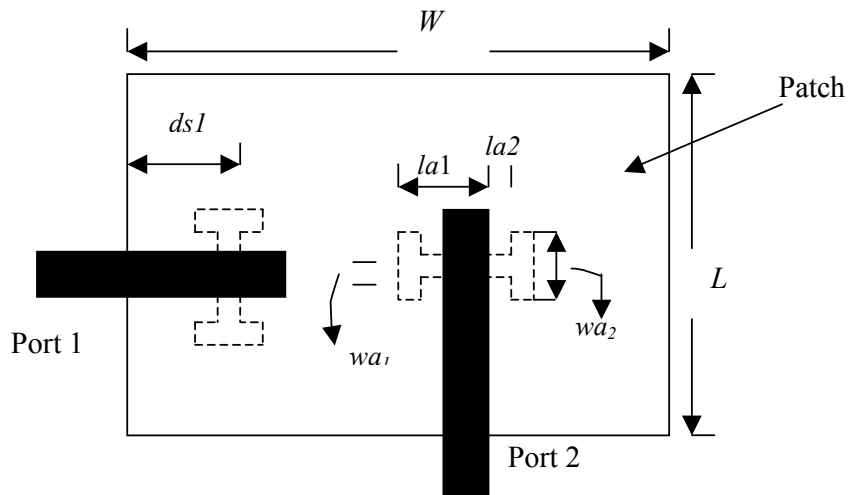 W
Patch
ds1
la1
la2
L
Port 1
wa₁
wa₂
Port 2